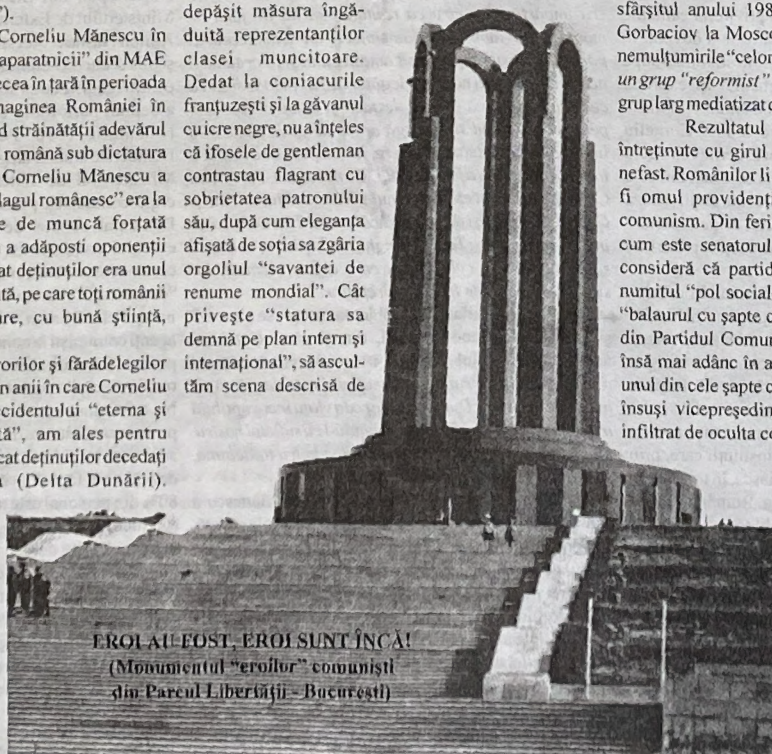 ").
Corneliu Mănescu în
aparatnicii" din MAE
ecea în țară în perioada
maginea României în
d străinătății adevărul
română sub dictatura
Corneliu Mănescu a
lagul românesc" era la
e de muncă forțată
a adăposti oponenții
at deținuților era unul
tă, pe care toți românii
are, cu bună știință,
orilor și fărădelegilor
n anii în care Corneliu
cidentului "eterna și
tă", am ales pentru
cat deținuților decedați
(Delta Dunării).
depășit măsura îngă-
duită reprezentanților
clasei muncitoare.
Dedat la coniacurile
franțuzești și la găvanul
cu icre negre, nu a înțeles
că ifosele de gentleman
contrastau flagrant cu
sobrietatea patronului
său, după cum eleganța
afișată de soția sa zgâria
orgoliul "savantei de
renume mondial". Cât
privește "statura sa
demnă pe plan intern și
internațional", să ascul-
tăm scena descrisă de
sfârșitul anului 198
Gorbaciov la Mosco
nemulțumirile "celor
un grup "reformist"
grup larg mediatizat
Rezultatul
întreținute cu girul
nefast. Românilor li
fi omul providenț
comunism. Din feri
cum este senatorul
consideră că partid
numitul "pol social
"balaurul cu șapte c
din Partidul Comun
însă mai adânc în a
unul din cele șapte c
însuși vicepreședin
infiltrat de oculta co
EROI AU FOST, EROI SUNT ÎNCĂ!
(Monumentul "eroilor" comuniști
din Parcul Libertății - București)